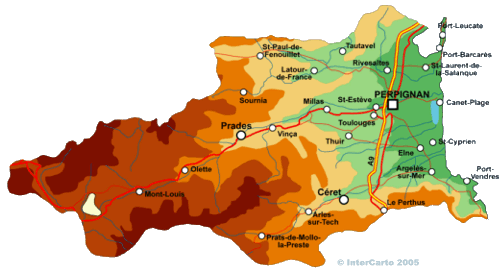 Port-Leucate
St-Paul-de-
Fenouillet
Tautavel
Port-Barcarès
Rivesaltes
St-Laurent-de-
la-Salanque
Latour-
de-France
Sournia
Millas
St-Estève
PERPIGNAN
Canet-Plage
Toulouges
Prades
Vinça
Thuir
St-Cyprien
Elne
A9
Olette
Argelès-
sur-Mer
Port-
Vendres
Mont-Louis
Céret
Le Perthus
Arles-
sur-Tech
Prats-de-Mollo-
la-Preste
© InterCarto 2005